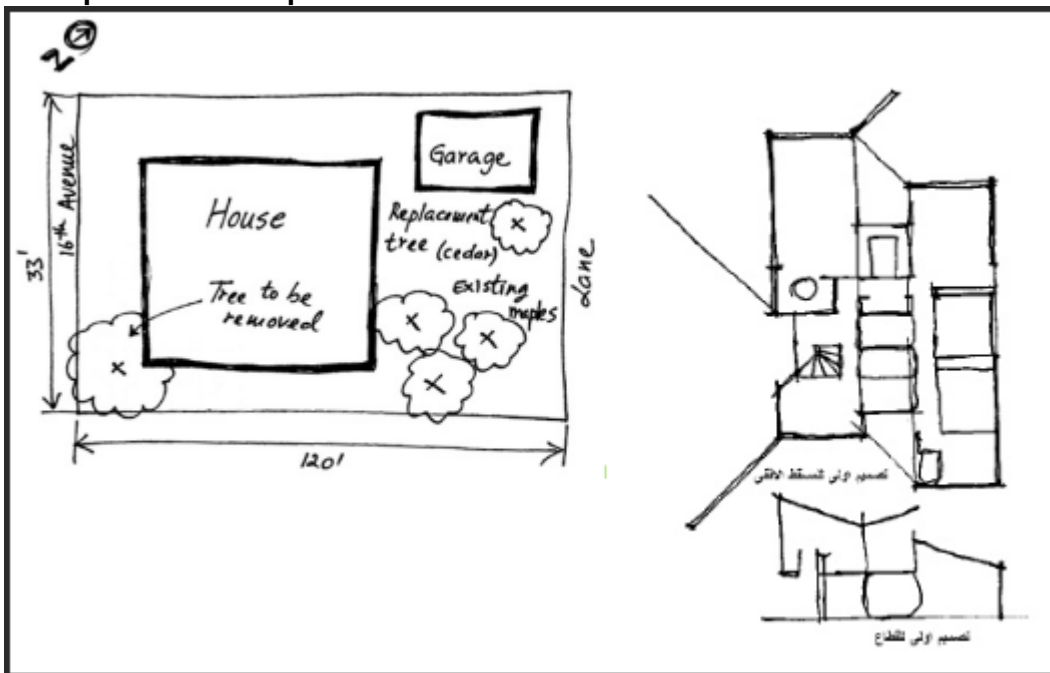 N
16th Avenue
33'
House
Garage
Replacement
tree (cedar)
Existing
maples
Lane
Tree to be
removed
120'
تصميم اولى للمسقط الافقى
تصميم اولى للقطاع